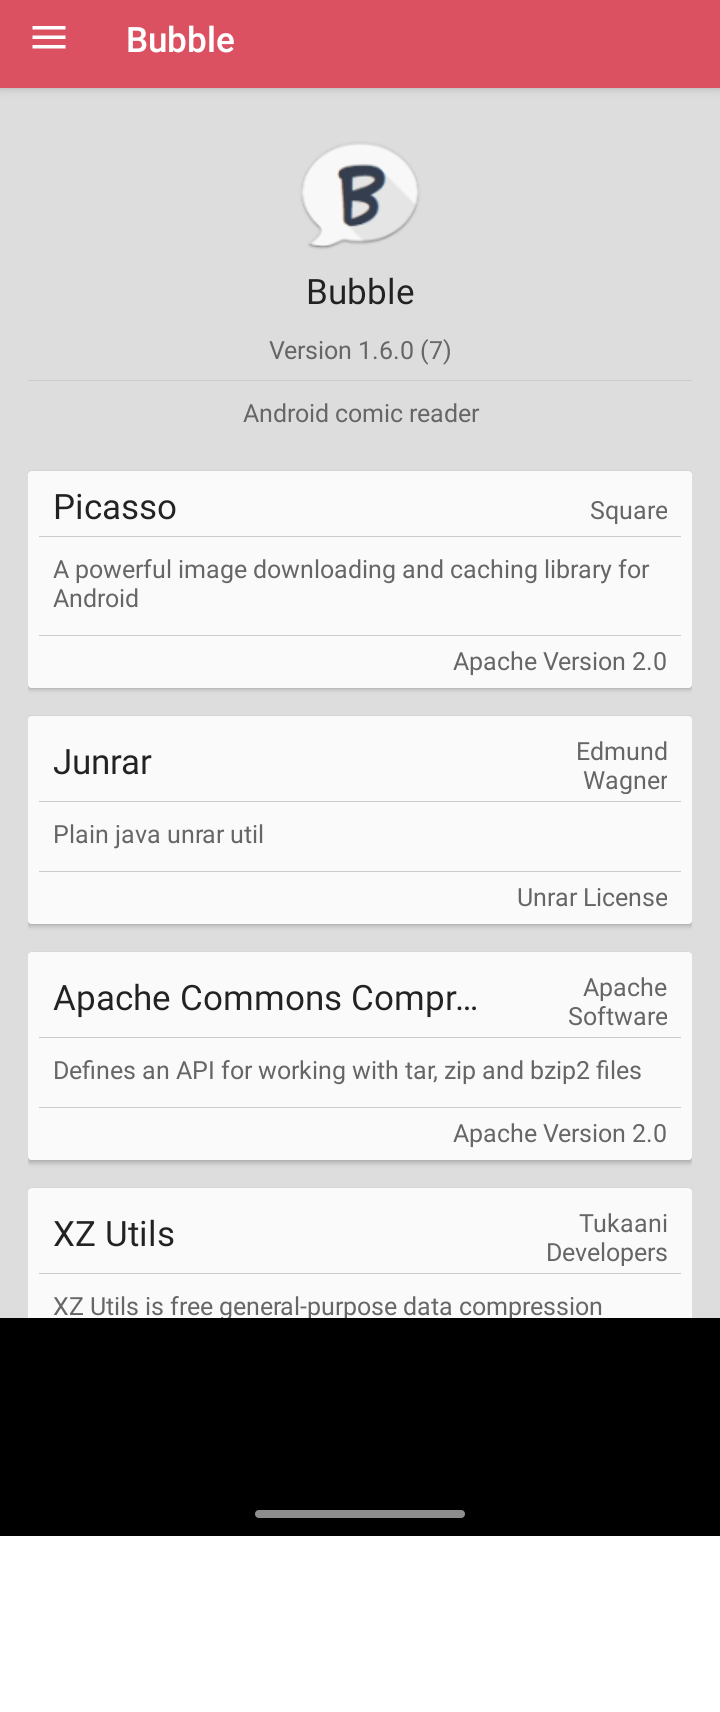 Bubble
B
Bubble
Version 1.6.0 (7)
Android comic reader
Picasso
Square
A powerful image downloading and caching library for
Android
Apache Version 2.0
Junrar
Edmund
Wagner
Plain java unrar util
Unrar License
Apache Commons Compr...
Apache
Software
Defines an API for working with tar, zip and bzip2 files
Apache Version 2.0
XZ Utils
Tukaani
Developers
XZ Utils is free general-purpose data compression